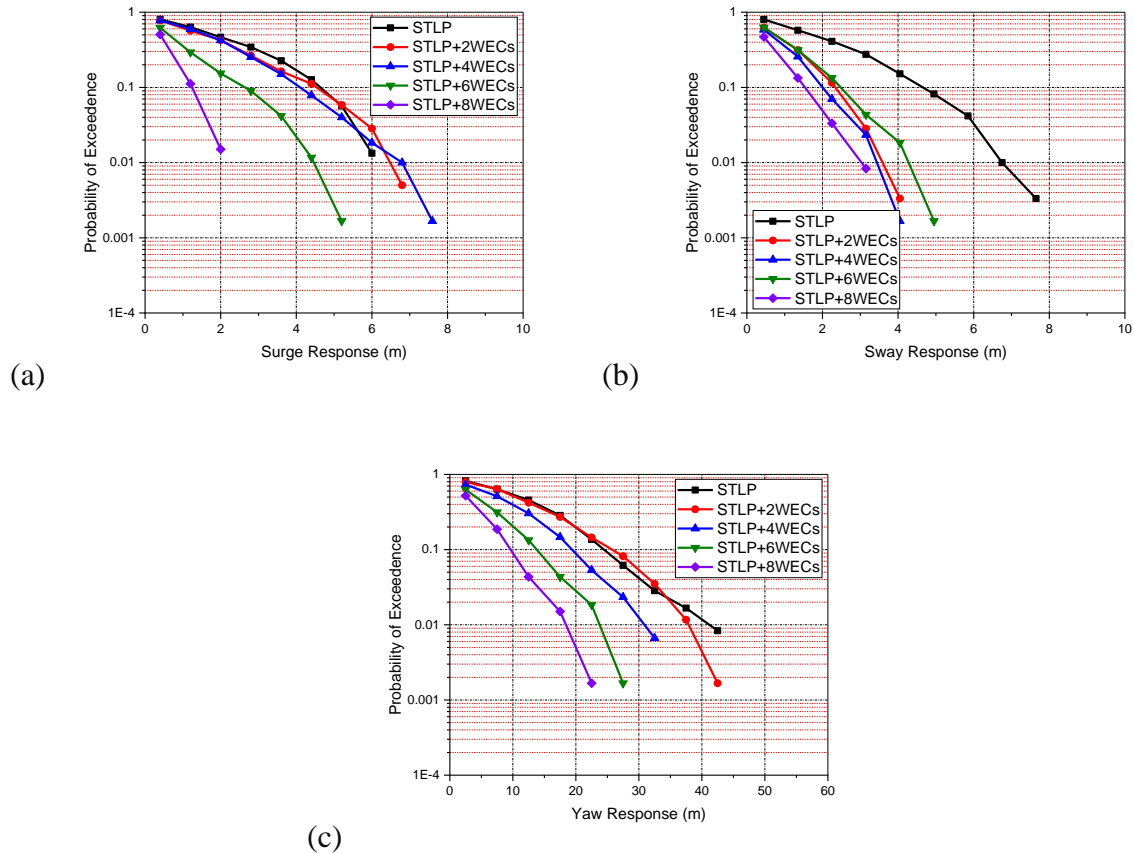 1
0.1
0.01
0.001
1E-4
0 2 4 6 8 10
Probability of Exceedence
Surge Response (m)
STLP
STLP+2WECs
STLP+4WECs
STLP+6WECs
STLP+8WECs
(a)
1
0.1
0.01
0.001
1E-4
0 2 4 6 8 10
Probability of Exceedence
Sway Response (m)
STLP
STLP+2WECs
STLP+4WECs
STLP+6WECs
STLP+8WECs
(b)
1
0.1
0.01
0.001
1E-4
0 10 20 30 40 50 60
Probability of Exceedence
Yaw Response (m)
STLP
STLP+2WECs
STLP+4WECs
STLP+6WECs
STLP+8WECs
(c)